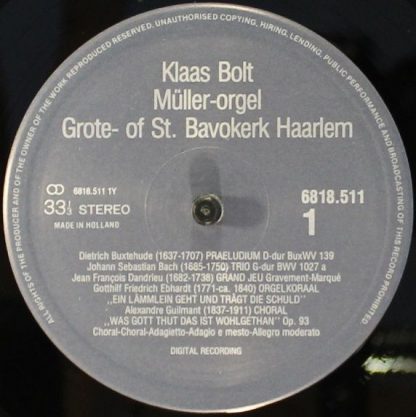 ALL RIGHTS OF THE PRODUCER AND OF THE OWNER OF THE WORK REPRODUCED RESERVED. UNAUTHORISED COPYING, HIRING, LENDING, PUBLIC PERFORMANCE AND BROADCASTING OF THIS RECORD PROHIBITED
Klaas Bolt
Müller-orgel
Grote- of St. Bavokerk Haarlem
6818.511 1Y
33 1/3 STEREO
MADE IN HOLLAND
6818.511
1
Dietrich Buxtehude (1637-1707) PRAELUDIUM D-dur BuxWV 139
Johann Sebastian Bach (1685-1750) TRIO G-dur BWV 1027 a
Jean François Dandrieu (1682-1738) GRAND JEU Gravement-Marqué
Gotthilf Friedrich Ebhardt (1771-ca. 1840) ORGELKORAAL
,,EIN LÄMMLEIN GEHT UND TRÄGT DIE SCHULD"
Alexandre Guilmant (1837-1911) CHORAL
,,WAS GOTT THUT DAS IST WOHLGETHAN" Op. 93
Choral-Choral-Adagietto-Adagio e mesto-Allegro moderato
DIGITAL RECORDING